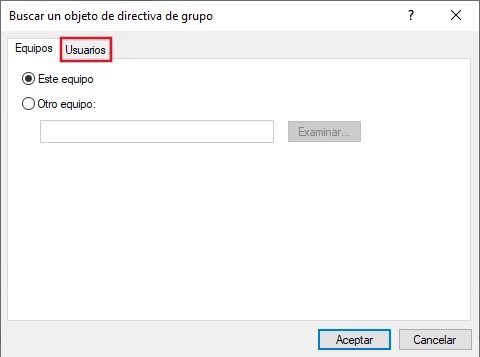 Buscar un objeto de directiva de grupo
?
Equipos Usuarios
Este equipo
Otro equipo:
Examinar...
Aceptar Cancelar